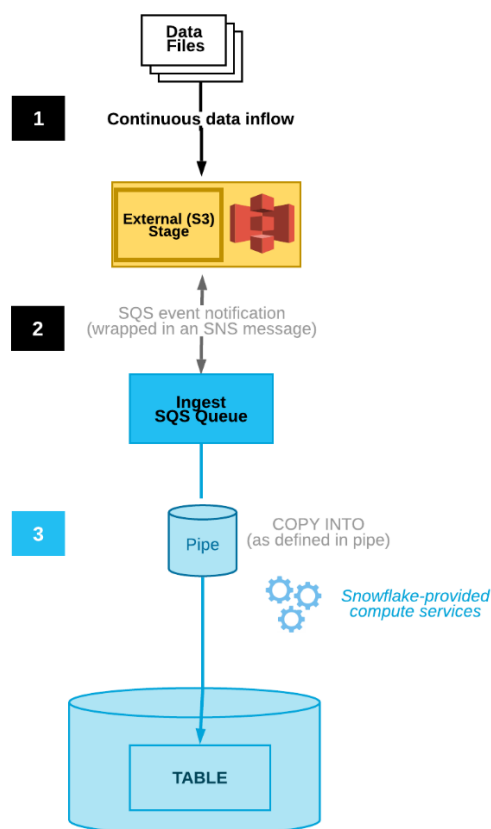 Data
Files
1
Continuous data inflow
External (S3)
Stage
2
SQS event notification
(wrapped in an SNS message)
Ingest
SQS Queue
3
Pipe
COPY INTO
(as defined in pipe)
Snowflake-provided
compute services
TABLE